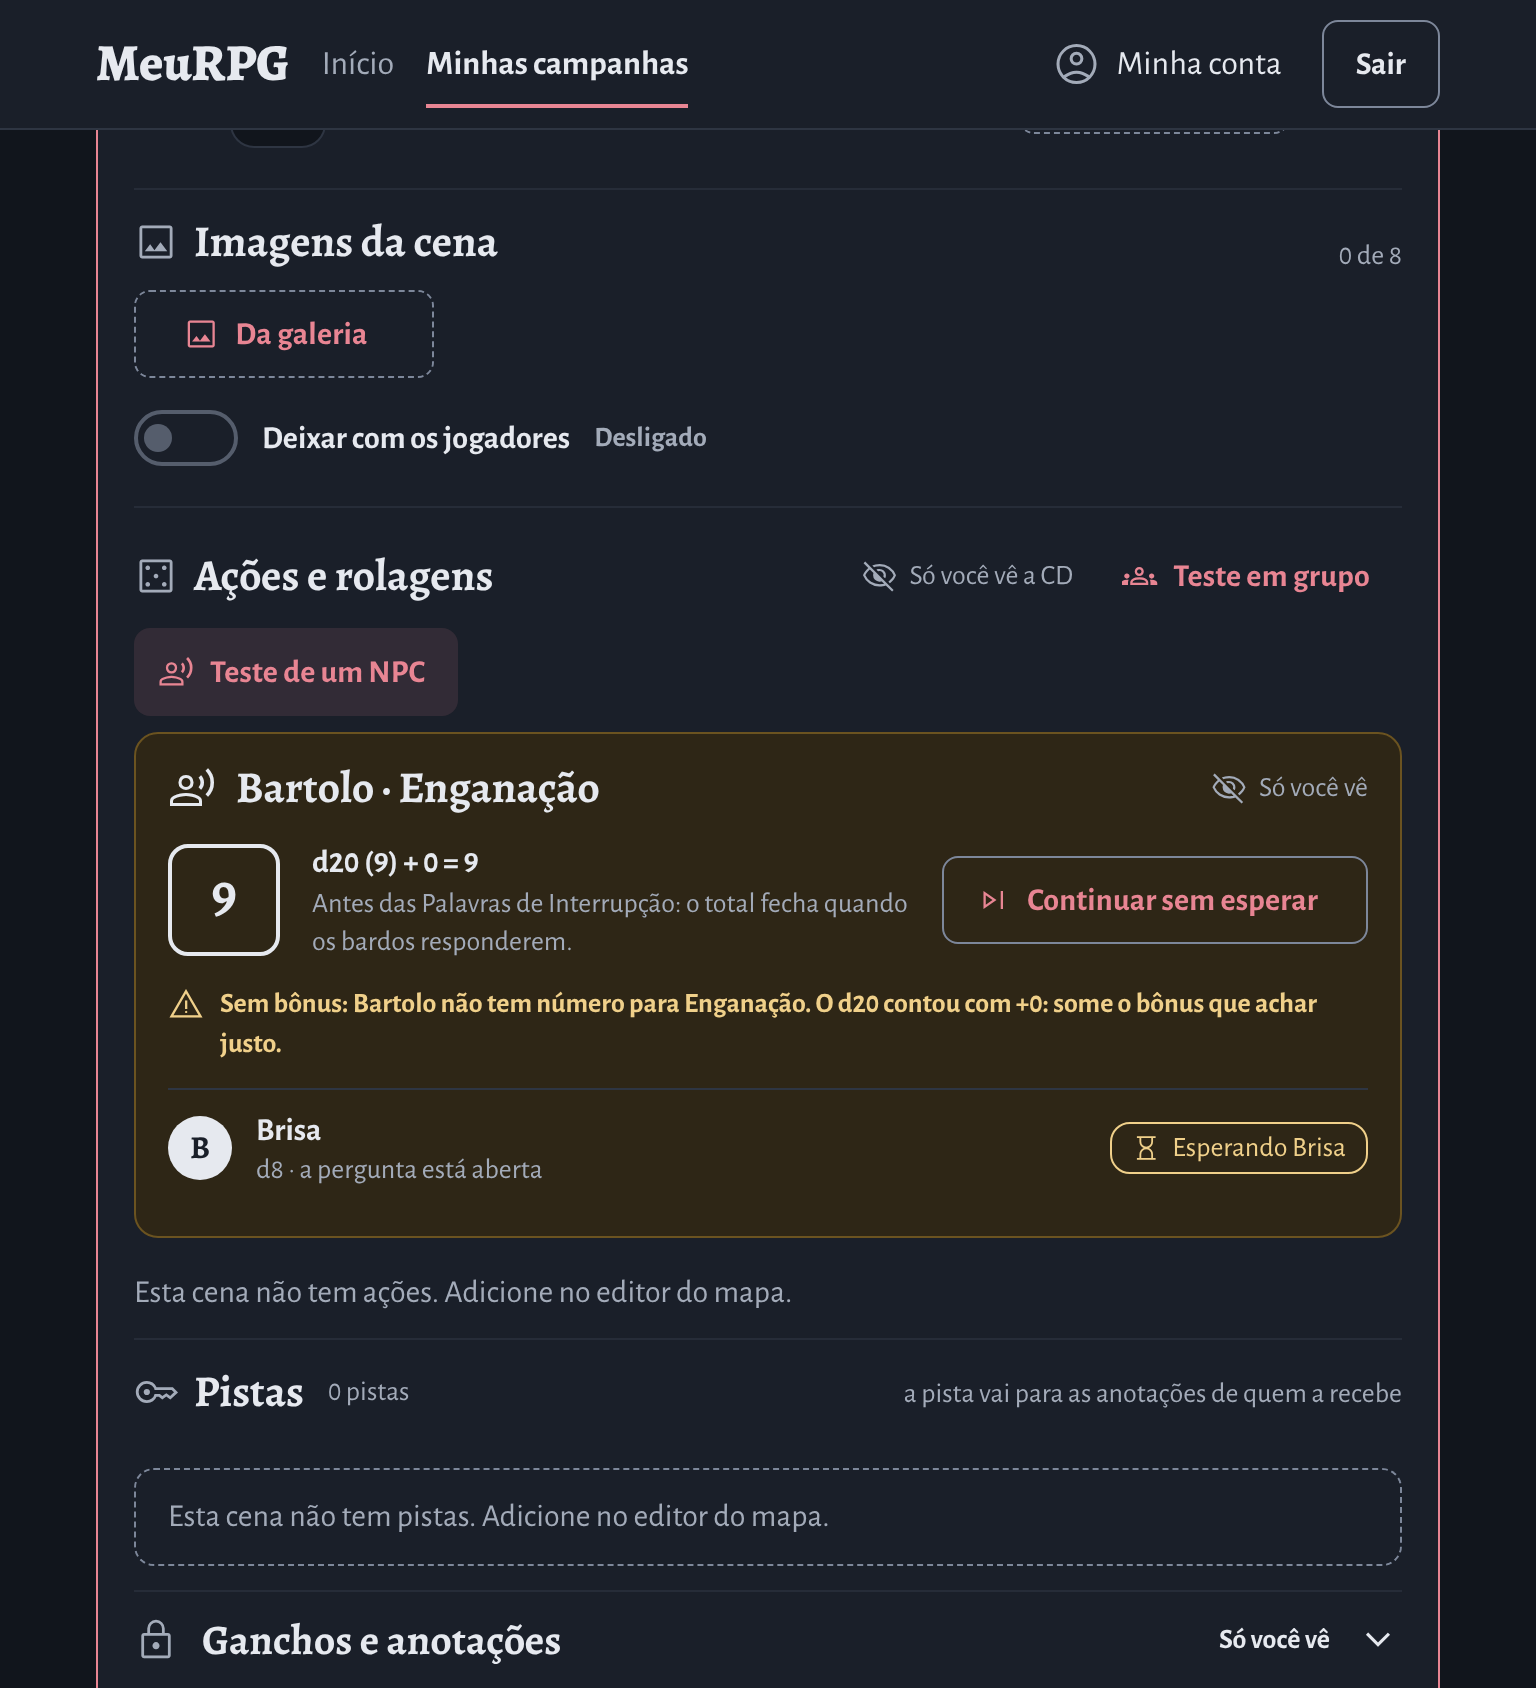 MeuRPG
Início
Minhas campanhas
Minha conta
Sair
Imagens da cena
0 de 8
Da galeria
Deixar com os jogadores
Desligado
Ações e rolagens
Só você vê a CD
Teste em grupo
Teste de um NPC
Bartolo · Enganação
Só você vê
9
d20 (9) + 0 = 9
Antes das Palavras de Interrupção: o total fecha quando
os bardos responderem.
Continuar sem esperar
Sem bônus: Bartolo não tem número para Enganação. O d20 contou com +0: some o bônus que achar
justo.
B
Brisa
d8 · a pergunta está aberta
Esperando Brisa
Esta cena não tem ações. Adicione no editor do mapa.
Pistas
0 pistas
a pista vai para as anotações de quem a recebe
Esta cena não tem pistas. Adicione no editor do mapa.
Ganchos e anotações
Só você vê